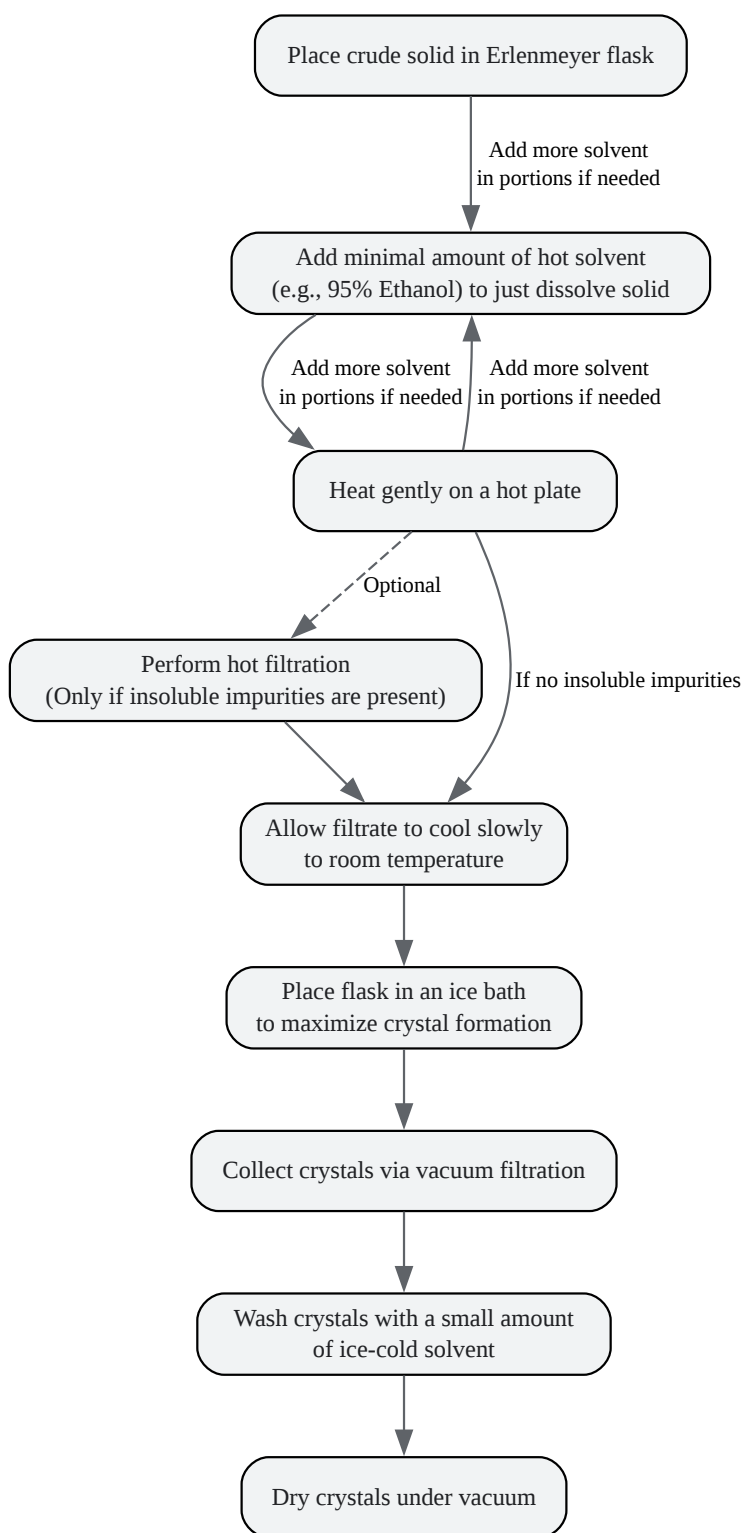 Place crude solid in Erlenmeyer flask
Add more solvent
in portions if needed
Add minimal amount of hot solvent
(e.g., 95% Ethanol) to just dissolve solid
Add more solvent
in portions if needed
Add more solvent
in portions if needed
Heat gently on a hot plate
Optional
Perform hot filtration
(Only if insoluble impurities are present)
If no insoluble impurities
Allow filtrate to cool slowly
to room temperature
Place flask in an ice bath
to maximize crystal formation
Collect crystals via vacuum filtration
Wash crystals with a small amount
of ice-cold solvent
Dry crystals under vacuum